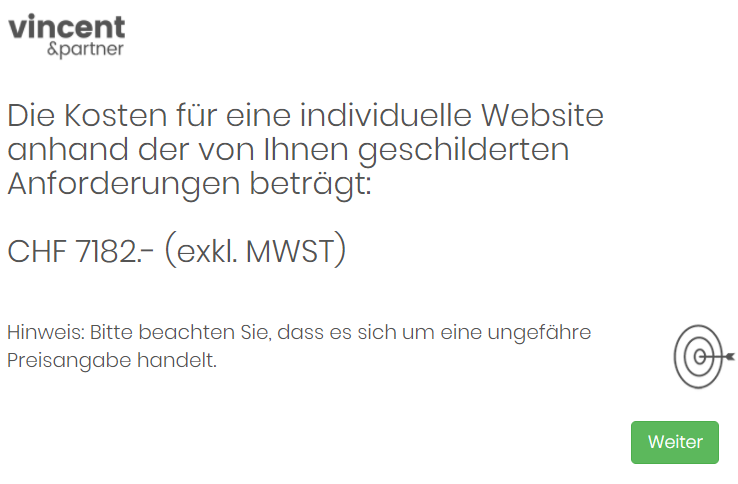 vincent
&partner
Die Kosten für eine individuelle Website
anhand der von Ihnen geschilderten
Anforderungen beträgt:
CHF 7182.- (exkl. MWST)
Hinweis: Bitte beachten Sie, dass es sich um eine ungefähre
Preisangabe handelt.
Weiter